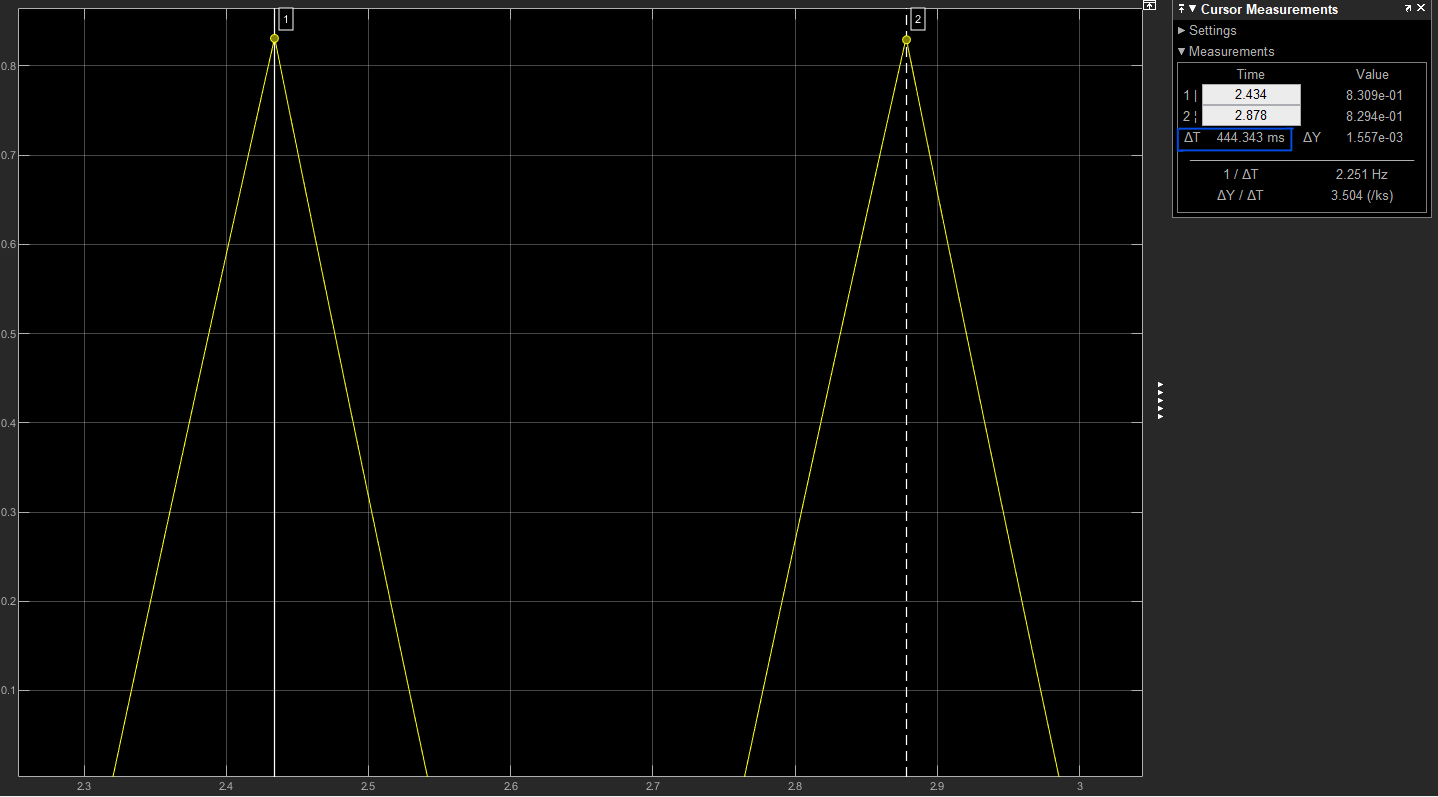 1
2
0.8
0.7
0.6
0.5
0.4
0.3
0.2
0.1
2.3 2.4 2.5 2.6 2.7 2.8 2.9 3
Cursor Measurements
Settings
Measurements
Time Value
1 | 2.434 8.309e-01
2 ¦ 2.878 8.294e-01
ΔT 444.343 ms ΔY 1.557e-03
1 / ΔT 2.251 Hz
ΔY / ΔT 3.504 (/ks)